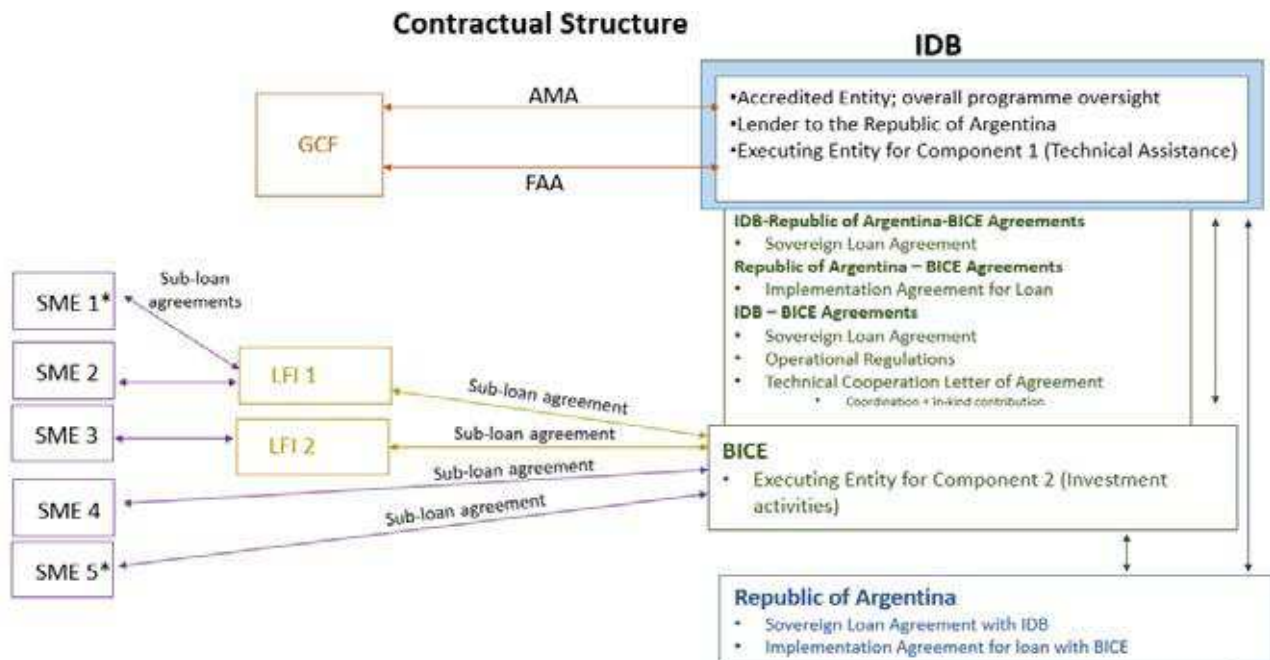 Contractual Structure
IDB
AMA
GCF
FAA
•Accredited Entity; overall programme oversight
•Lender to the Republic of Argentina
•Executing Entity for Component 1 (Technical Assistance)
IDB-Republic of Argentina-BICE Agreements
• Sovereign Loan Agreement
Republic of Argentina – BICE Agreements
• Implementation Agreement for Loan
IDB – BICE Agreements
• Sovereign Loan Agreement
• Operational Regulations
• Technical Cooperation Letter of Agreement
• Coordination + in-kind contribution
Sub-loan
agreements
SME 1*
SME 2
SME 3
SME 4
SME 5*
LFI 1
LFI 2
Sub-loan agreement
Sub-loan agreement
Sub-loan agreement
Sub-loan agreement
BICE
• Executing Entity for Component 2 (Investment
activities)
Republic of Argentina
• Sovereign Loan Agreement with IDB
• Implementation Agreement for loan with BICE